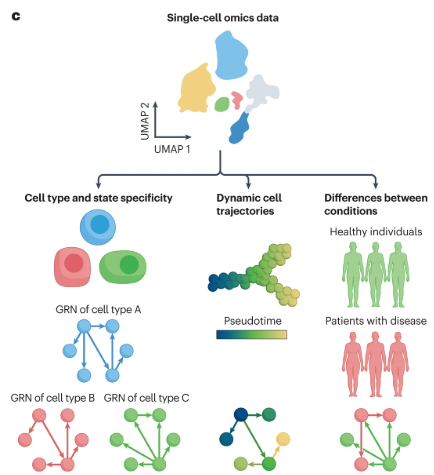 c
Single-cell omics data
UMAP 2
UMAP 1
Cell type and state specificity
Dynamic cell
trajectories
Differences between
conditions
Healthy individuals
GRN of cell type A
Pseudotime
Patients with disease
GRN of cell type B
GRN of cell type C